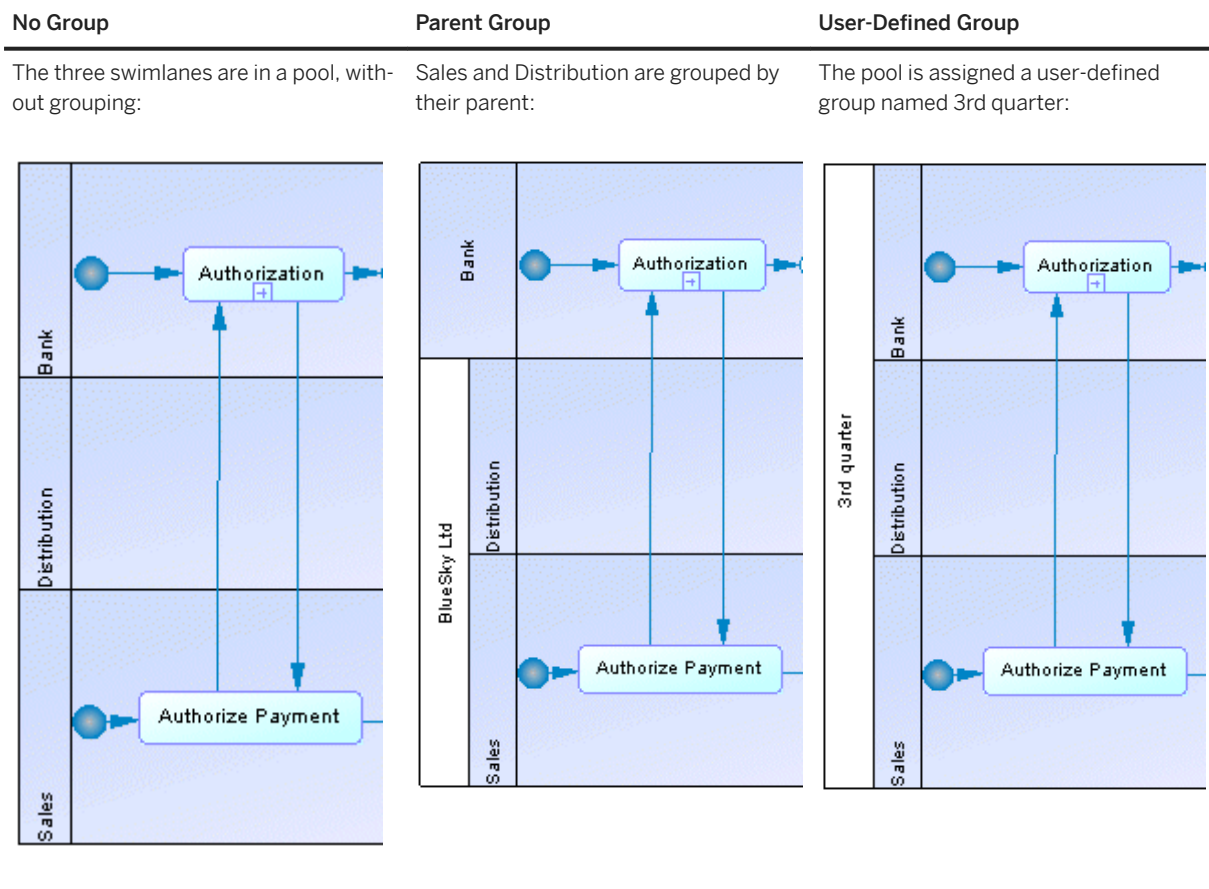 No Group
Parent Group
User-Defined Group
The three swimlanes are in a pool, with-
out grouping:
Sales and Distribution are grouped by
their parent:
The pool is assigned a user-defined
group named 3rd quarter:
Bank
Authorization
Distribution
Sales
Authorize Payment
Bank
Authorization
BlueSky Ltd
Distribution
Sales
Authorize Payment
3rd quarter
Bank
Authorization
Distribution
Sales
Authorize Payment